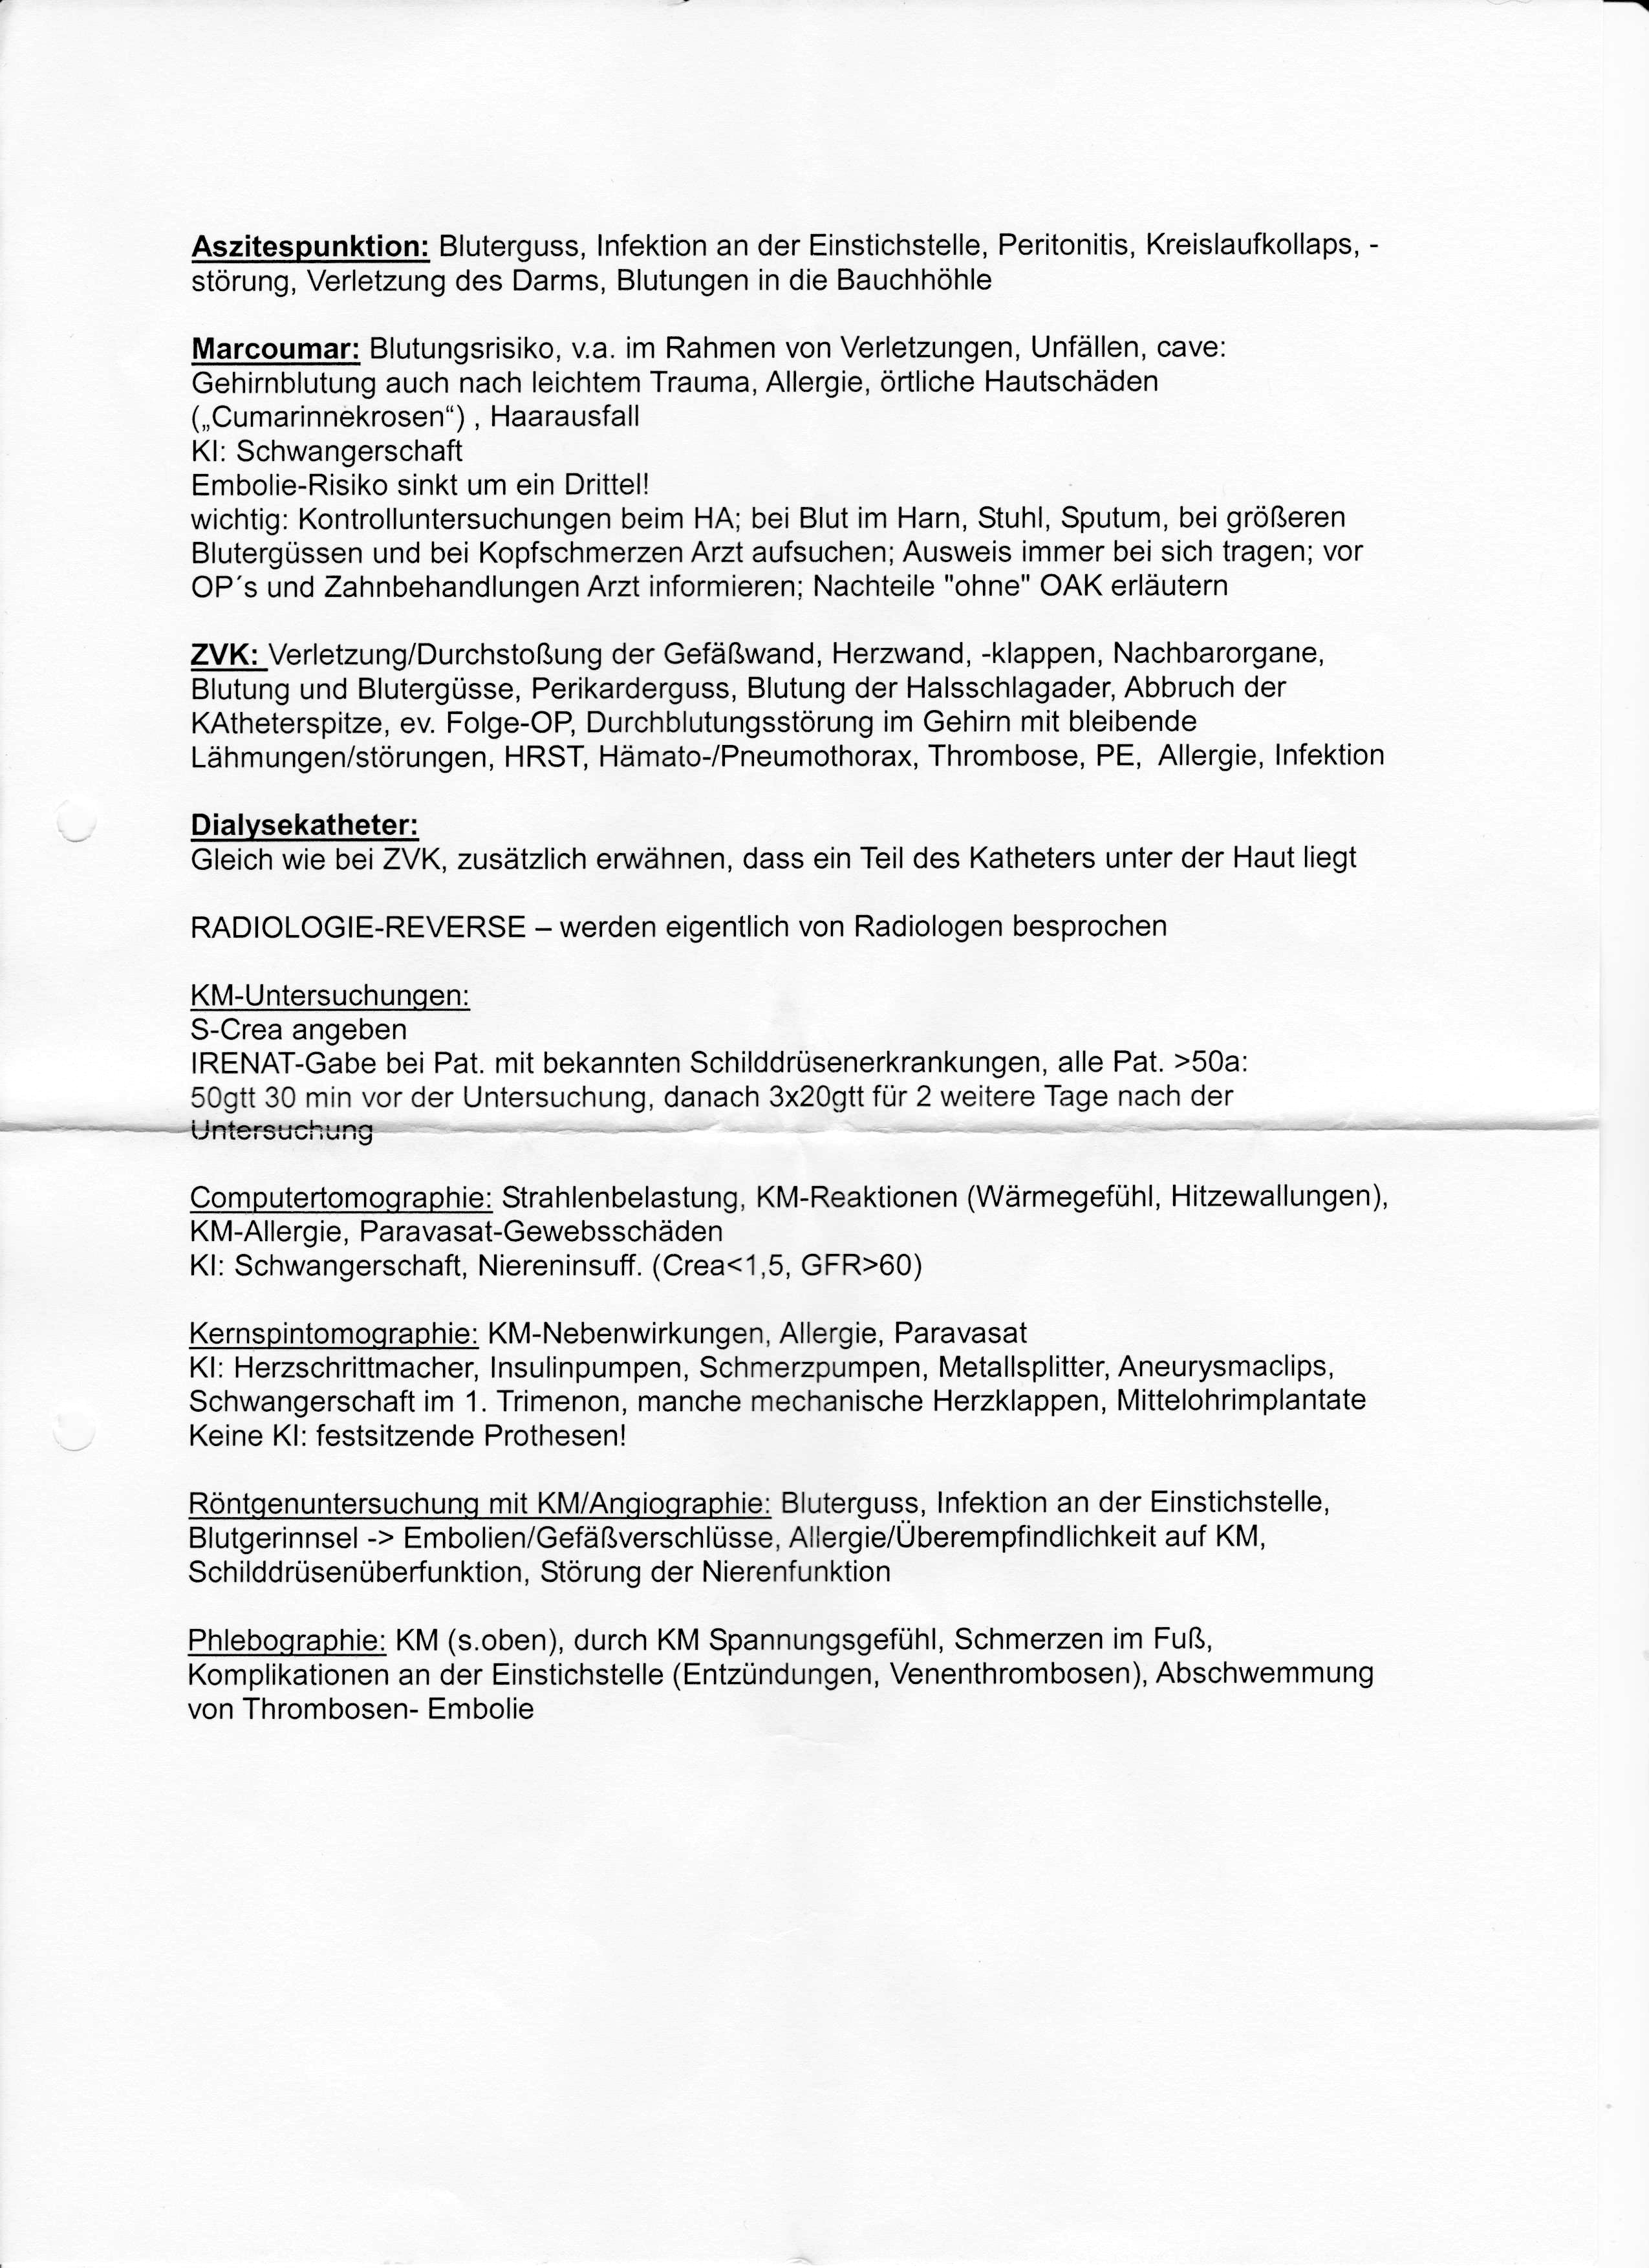 Aszitespunktion: Bluterguss, Infektion an der Einstichstelle, Peritonitis, Kreislaufkollaps, -
störung, Verletzung des Darms, Blutungen in die Bauchhöhle
Marcoumar: Blutungsrisiko, v.a. im Rahmen von Verletzungen, Unfällen, cave:
Gehirnblutung auch nach leichtem Trauma, Allergie, örtliche Hautschäden
(„Cumarinnekrosen“) , Haarausfall
KI: Schwangerschaft
Embolie-Risiko sinkt um ein Drittel!
wichtig: Kontrolluntersuchungen beim HA; bei Blut im Harn, Stuhl, Sputum, bei größeren
Blutergüssen und bei Kopfschmerzen Arzt aufsuchen; Ausweis immer bei sich tragen; vor
OP´s und Zahnbehandlungen Arzt informieren; Nachteile "ohne" OAK erläutern
ZVK: Verletzung/Durchstoßung der Gefäßwand, Herzwand, -klappen, Nachbarorgane,
Blutung und Blutergüsse, Perikarderguss, Blutung der Halsschlagader, Abbruch der
KAtheterspitze, ev. Folge-OP, Durchblutungsstörung im Gehirn mit bleibende
Lähmungen/störungen, HRST, Hämato-/Pneumothorax, Thrombose, PE,  Allergie, Infektion
Dialysekatheter:
Gleich wie bei ZVK, zusätzlich erwähnen, dass ein Teil des Katheters unter der Haut liegt
RADIOLOGIE-REVERSE – werden eigentlich von Radiologen besprochen
KM-Untersuchungen:
S-Crea angeben
IRENAT-Gabe bei Pat. mit bekannten Schilddrüsenerkrankungen, alle Pat. >50a:
50gtt 30 min vor der Untersuchung, danach 3x20gtt für 2 weitere Tage nach der
Untersuchung
Computertomographie: Strahlenbelastung, KM-Reaktionen (Wärmegefühl, Hitzewallungen),
KM-Allergie, Paravasat-Gewebsschäden
KI: Schwangerschaft, Niereninsuff. (Crea<1,5, GFR>60)
Kernspintomographie: KM-Nebenwirkungen, Allergie, Paravasat
KI: Herzschrittmacher, Insulinpumpen, Schmerzpumpen, Metallsplitter, Aneurysmaclips,
Schwangerschaft im 1. Trimenon, manche mechanische Herzklappen, Mittelohrimplantate
Keine KI: festsitzende Prothesen!
Röntgenuntersuchung mit KM/Angiographie: Bluterguss, Infektion an der Einstichstelle,
Blutgerinnsel -> Embolien/Gefäßverschlüsse, Allergie/Überempfindlichkeit auf KM,
Schilddrüsenüberfunktion, Störung der Nierenfunktion
Phlebographie: KM (s.oben), durch KM Spannungsgefühl, Schmerzen im Fuß,
Komplikationen an der Einstichstelle (Entzündungen, Venenthrombosen), Abschwemmung
von Thrombosen- Embolie